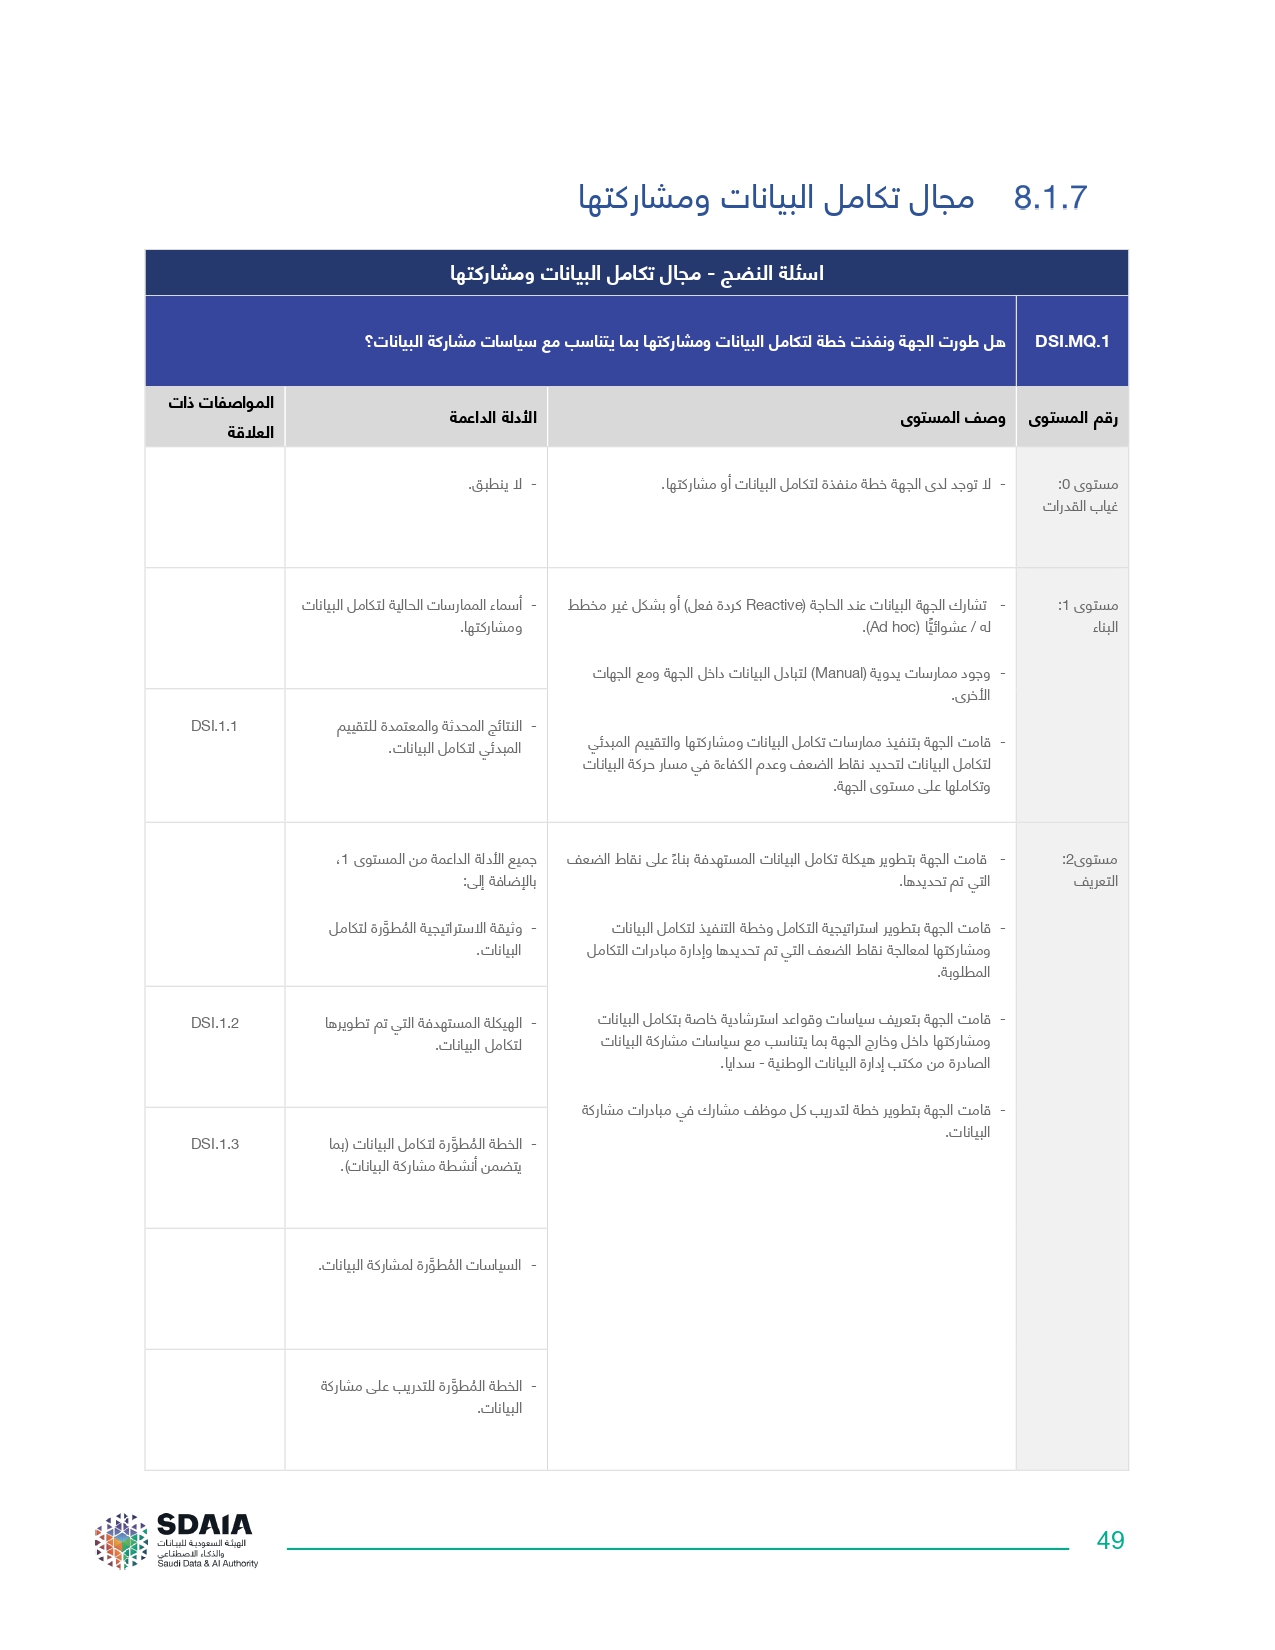 8.1.7 مجال تكامل البيانات ومشاركتها
اسئلة النضج - مجال تكامل البيانات ومشاركتها
DSI.MQ.1
هل طورت الجهة ونفذت خطة لتكامل البيانات ومشاركتها بما يتناسب مع سياسات مشاركة البيانات؟
رقم المستوى
وصف المستوى
الأدلة الداعمة
المواصفات ذات
العلاقة
مستوى 0:
غياب القدرات
- لا توجد لدى الجهة خطة منفذة لتكامل البيانات أو مشاركتها.
- لا ينطبق.
مستوى 1:
البناء
- تشارك الجهة البيانات عند الحاجة (Reactive كردة فعل) أو بشكل غير مخطط
له / عشوائيًّا (Ad hoc).
- وجود ممارسات يدوية (Manual) لتبادل البيانات داخل الجهة ومع الجهات
الأخرى.
- قامت الجهة بتنفيذ ممارسات تكامل البيانات ومشاركتها والتقييم المبدئي
لتكامل البيانات لتحديد نقاط الضعف وعدم الكفاءة في مسار حركة البيانات
وتكاملها على مستوى الجهة.
- أسماء الممارسات الحالية لتكامل البيانات
ومشاركتها.
- النتائج المحدثة والمعتمدة للتقييم
المبدئي لتكامل البيانات.
DSI.1.1
مستوى2:
التعريف
- قامت الجهة بتطوير هيكلة تكامل البيانات المستهدفة بناءً على نقاط الضعف
التي تم تحديدها.
- قامت الجهة بتطوير استراتيجية التكامل وخطة التنفيذ لتكامل البيانات
ومشاركتها لمعالجة نقاط الضعف التي تم تحديدها وإدارة مبادرات التكامل
المطلوبة.
- قامت الجهة بتعريف سياسات وقواعد استرشادية خاصة بتكامل البيانات
ومشاركتها داخل وخارج الجهة بما يتناسب مع سياسات مشاركة البيانات
الصادرة من مكتب إدارة البيانات الوطنية - سدايا.
- قامت الجهة بتطوير خطة لتدريب كل موظف مشارك في مبادرات مشاركة
البيانات.
جميع الأدلة الداعمة من المستوى 1،
بالإضافة إلى:
- وثيقة الاستراتيجية المُطوَّرة لتكامل
البيانات.
- الهيكلة المستهدفة التي تم تطويرها
لتكامل البيانات.
DSI.1.2
- الخطة المُطوَّرة لتكامل البيانات (بما
يتضمن أنشطة مشاركة البيانات).
DSI.1.3
- السياسات المُطوَّرة لمشاركة البيانات.
- الخطة المُطوَّرة للتدريب على مشاركة
البيانات.
SDAIA
الهيئة السعودية للبيانات
والذكاء الاصطناعي
Saudi Data & AI Authority
49